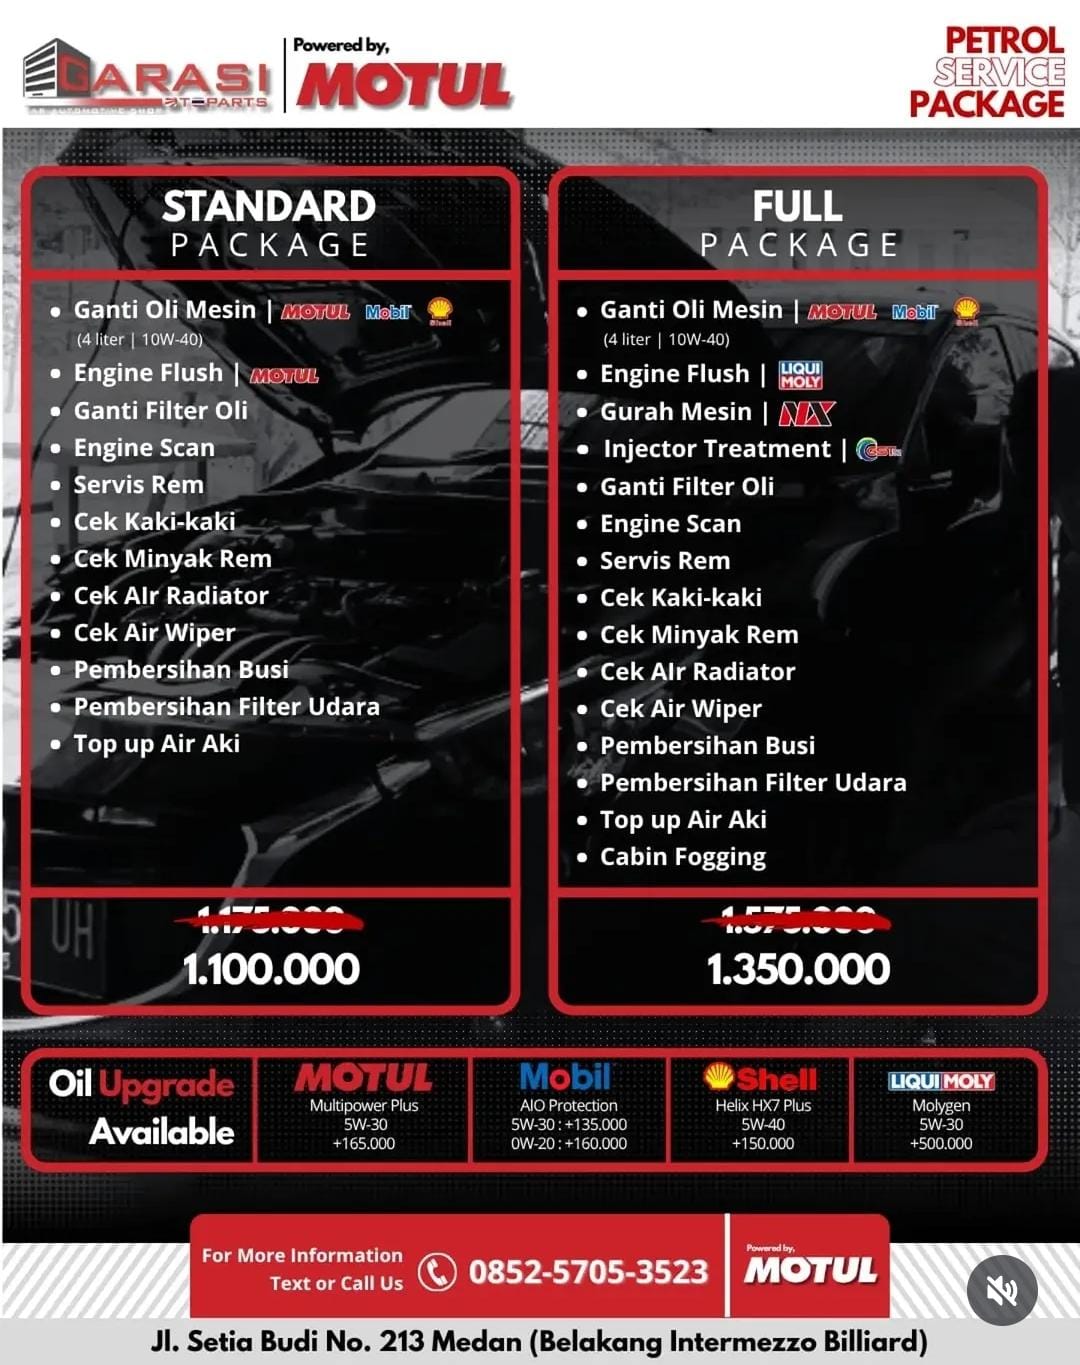 GARASI
Powered by,
MOTUL
PETROL
SERVICE
PACKAGE
STANDARD
PACKAGE
• Ganti Oli Mesin | MOTUL Mobil Shell
(4 liter | 10W-40)
• Engine Flush | MOTUL
• Ganti Filter Oli
• Engine Scan
• Servis Rem
• Cek Kaki-kaki
• Cek Minyak Rem
• Cek AIr Radiator
• Cek Air Wiper
• Pembersihan Busi
• Pembersihan Filter Udara
• Top up Air Aki
1.175.000
1.100.000
FULL
PACKAGE
• Ganti Oli Mesin | MOTUL Mobil Shell
(4 liter | 10W-40)
• Engine Flush | LIQUI MOLY
• Gurah Mesin | NIX
• Injector Treatment |
• Ganti Filter Oli
• Engine Scan
• Servis Rem
• Cek Kaki-kaki
• Cek Minyak Rem
• Cek AIr Radiator
• Cek Air Wiper
• Pembersihan Busi
• Pembersihan Filter Udara
• Top up Air Aki
• Cabin Fogging
1.575.000
1.350.000
UH
Oil Upgrade
Available
MOTUL
Multipower Plus
5W-30
+165.000
Mobil
AIO Protection
5W-30 : +135.000
0W-20 : +160.000
Shell
Helix HX7 Plus
5W-40
+150.000
LIQUI MOLY
Molygen
5W-30
+500.000
For More Information
Text or Call Us
0852-5705-3523
Powered by,
MOTUL
Jl. Setia Budi No. 213 Medan (Belakang Intermezzo Billiard)